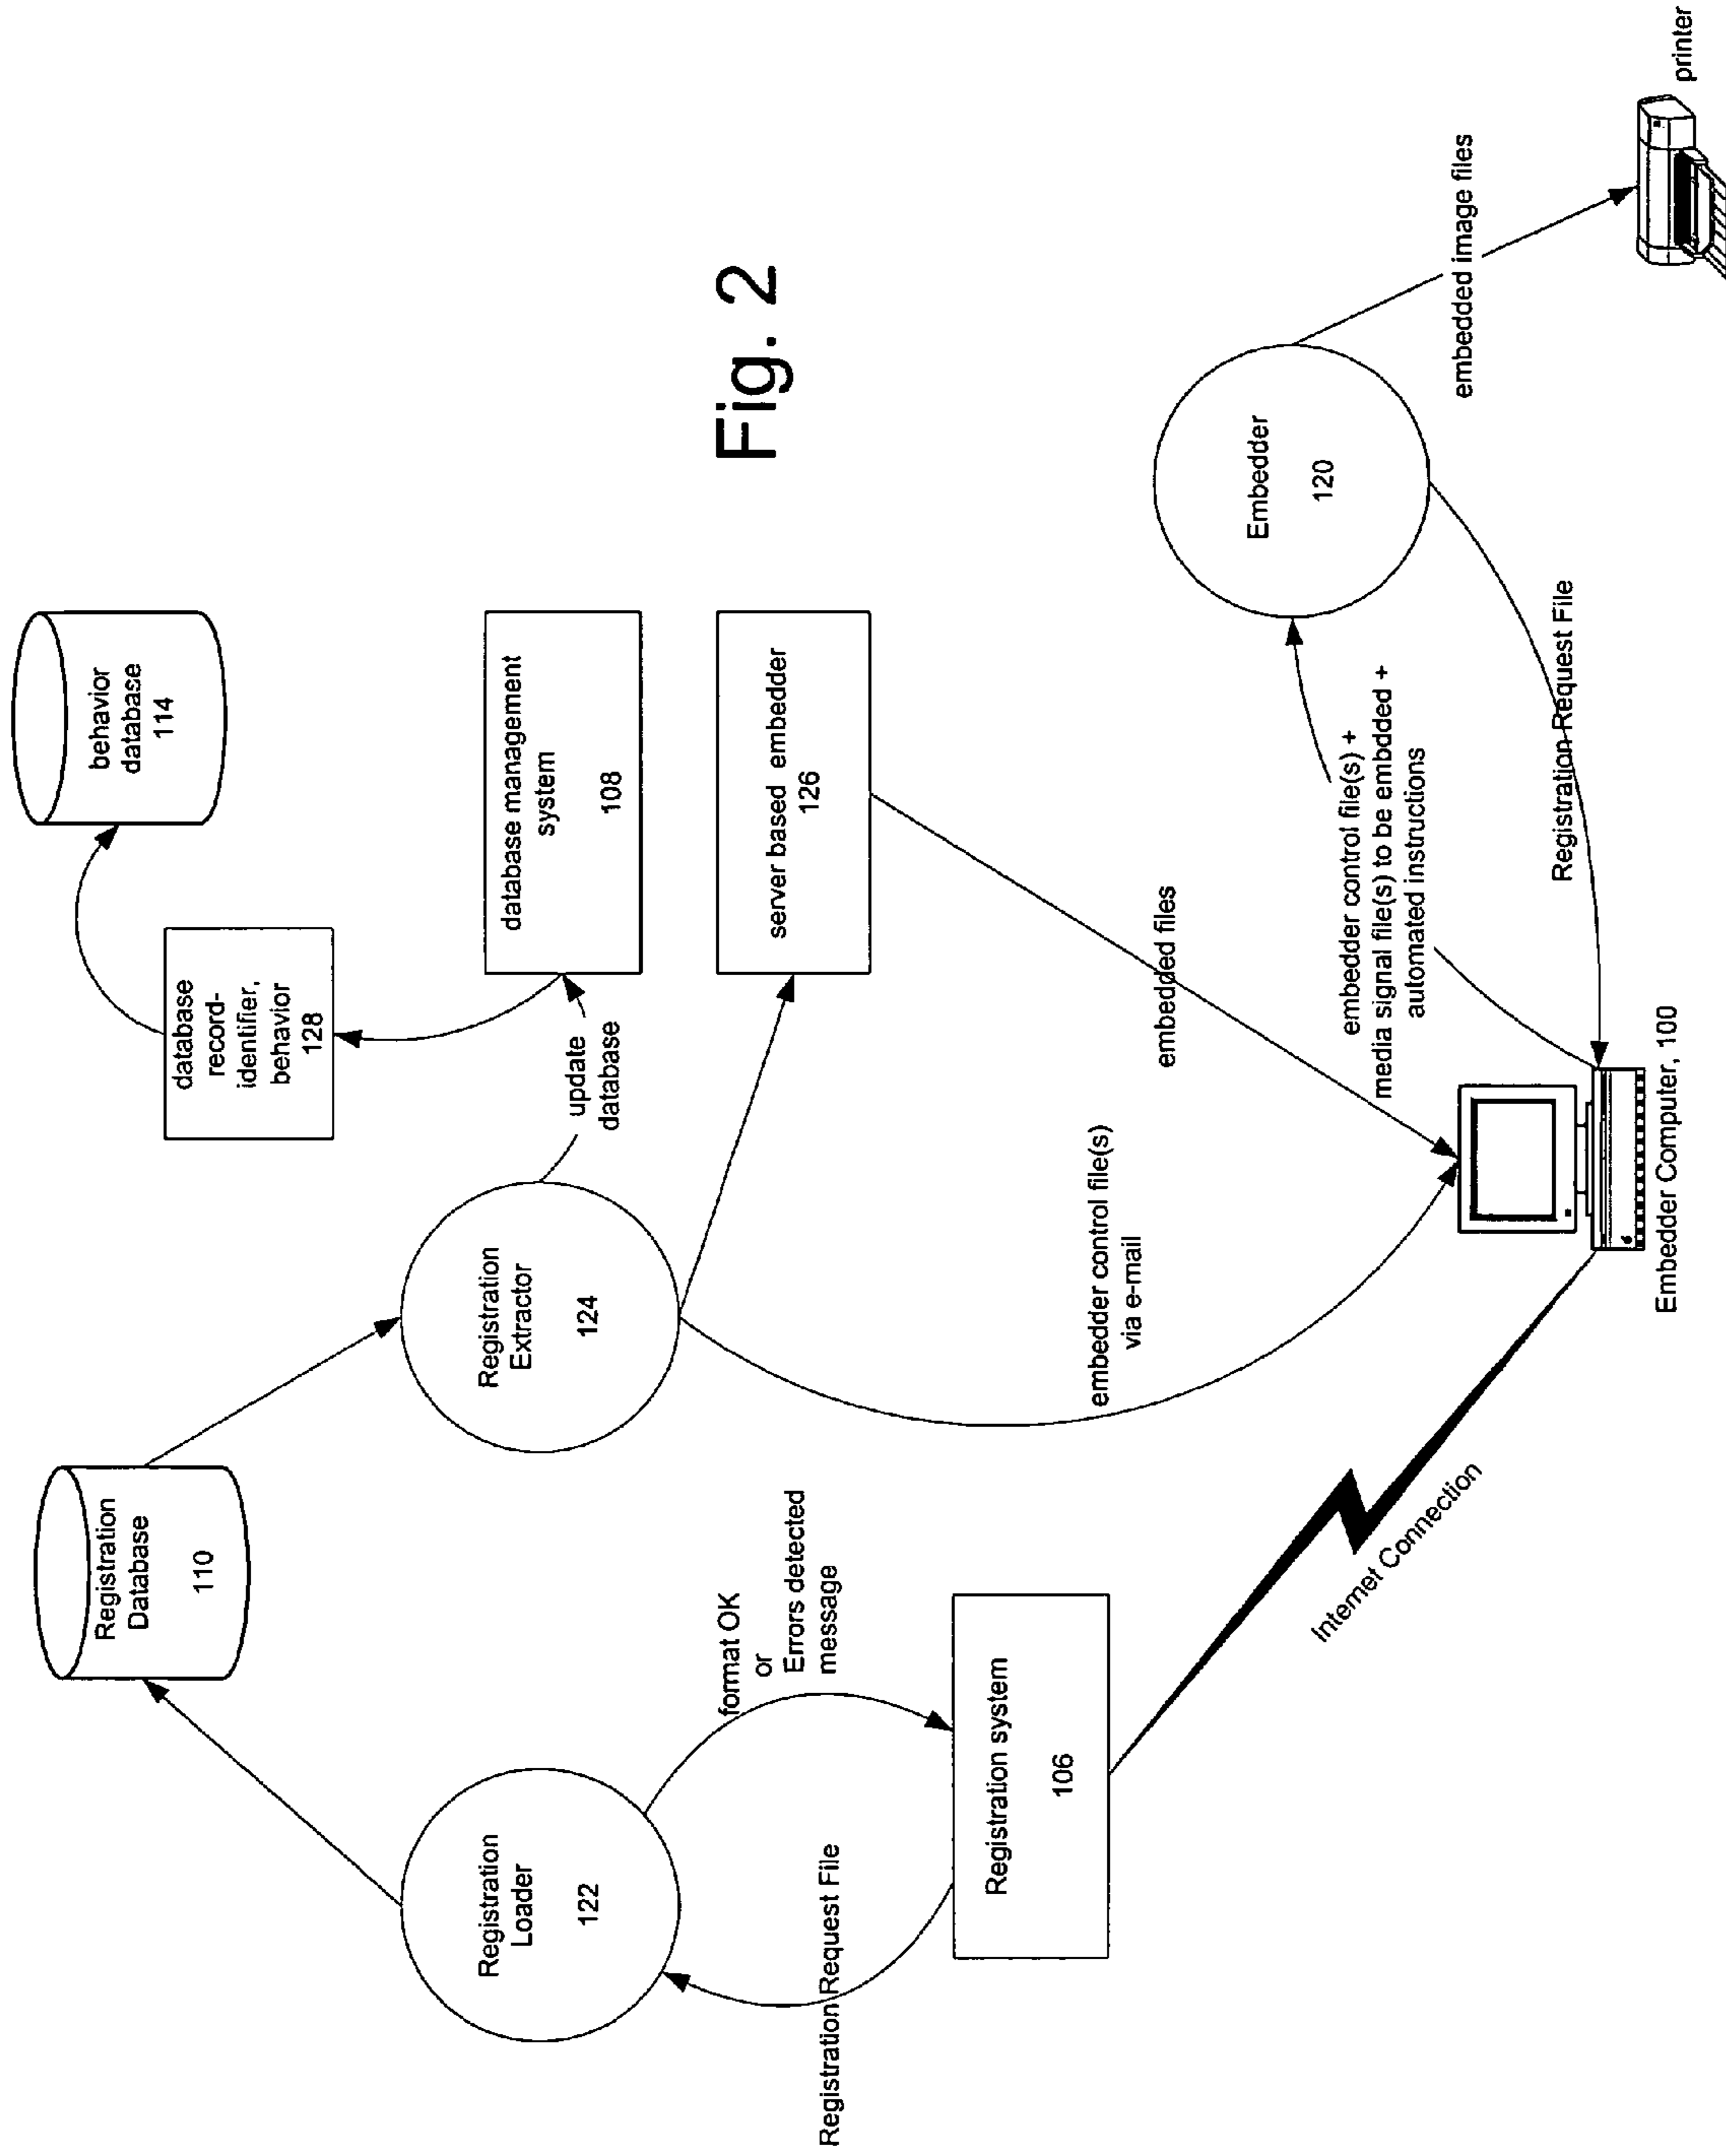 Registration
Database
110
behavior
database
114
database
record-
identifier,
behavior
128
Registration
Loader
122
Registration
Extractor
124
update
database
database management
system
108
format OK
or
Errors detected
message
Registration Request File
server based embedder
126
Fig. 2
Registration system
106
embedder control file(s)
via e-mail
embedded files
Embedder
120
Internet Connection
embedder control file(s) +
media signal file(s) to be embdded +
automated instructions
Registration Request File
embedded image files
Embedder Computer, 100
printer